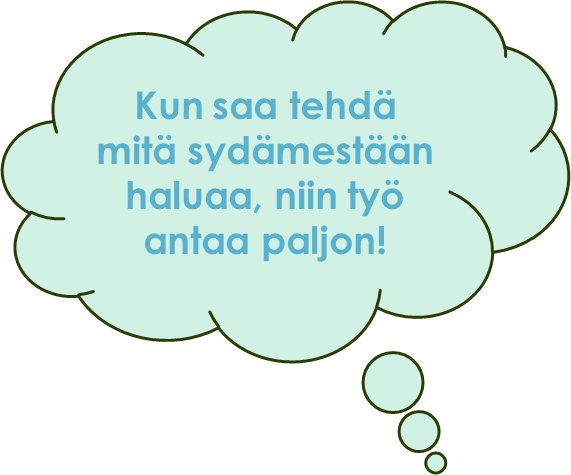 Kun saa tehdä
mitä sydämestään
haluaa, niin työ
antaa paljon!